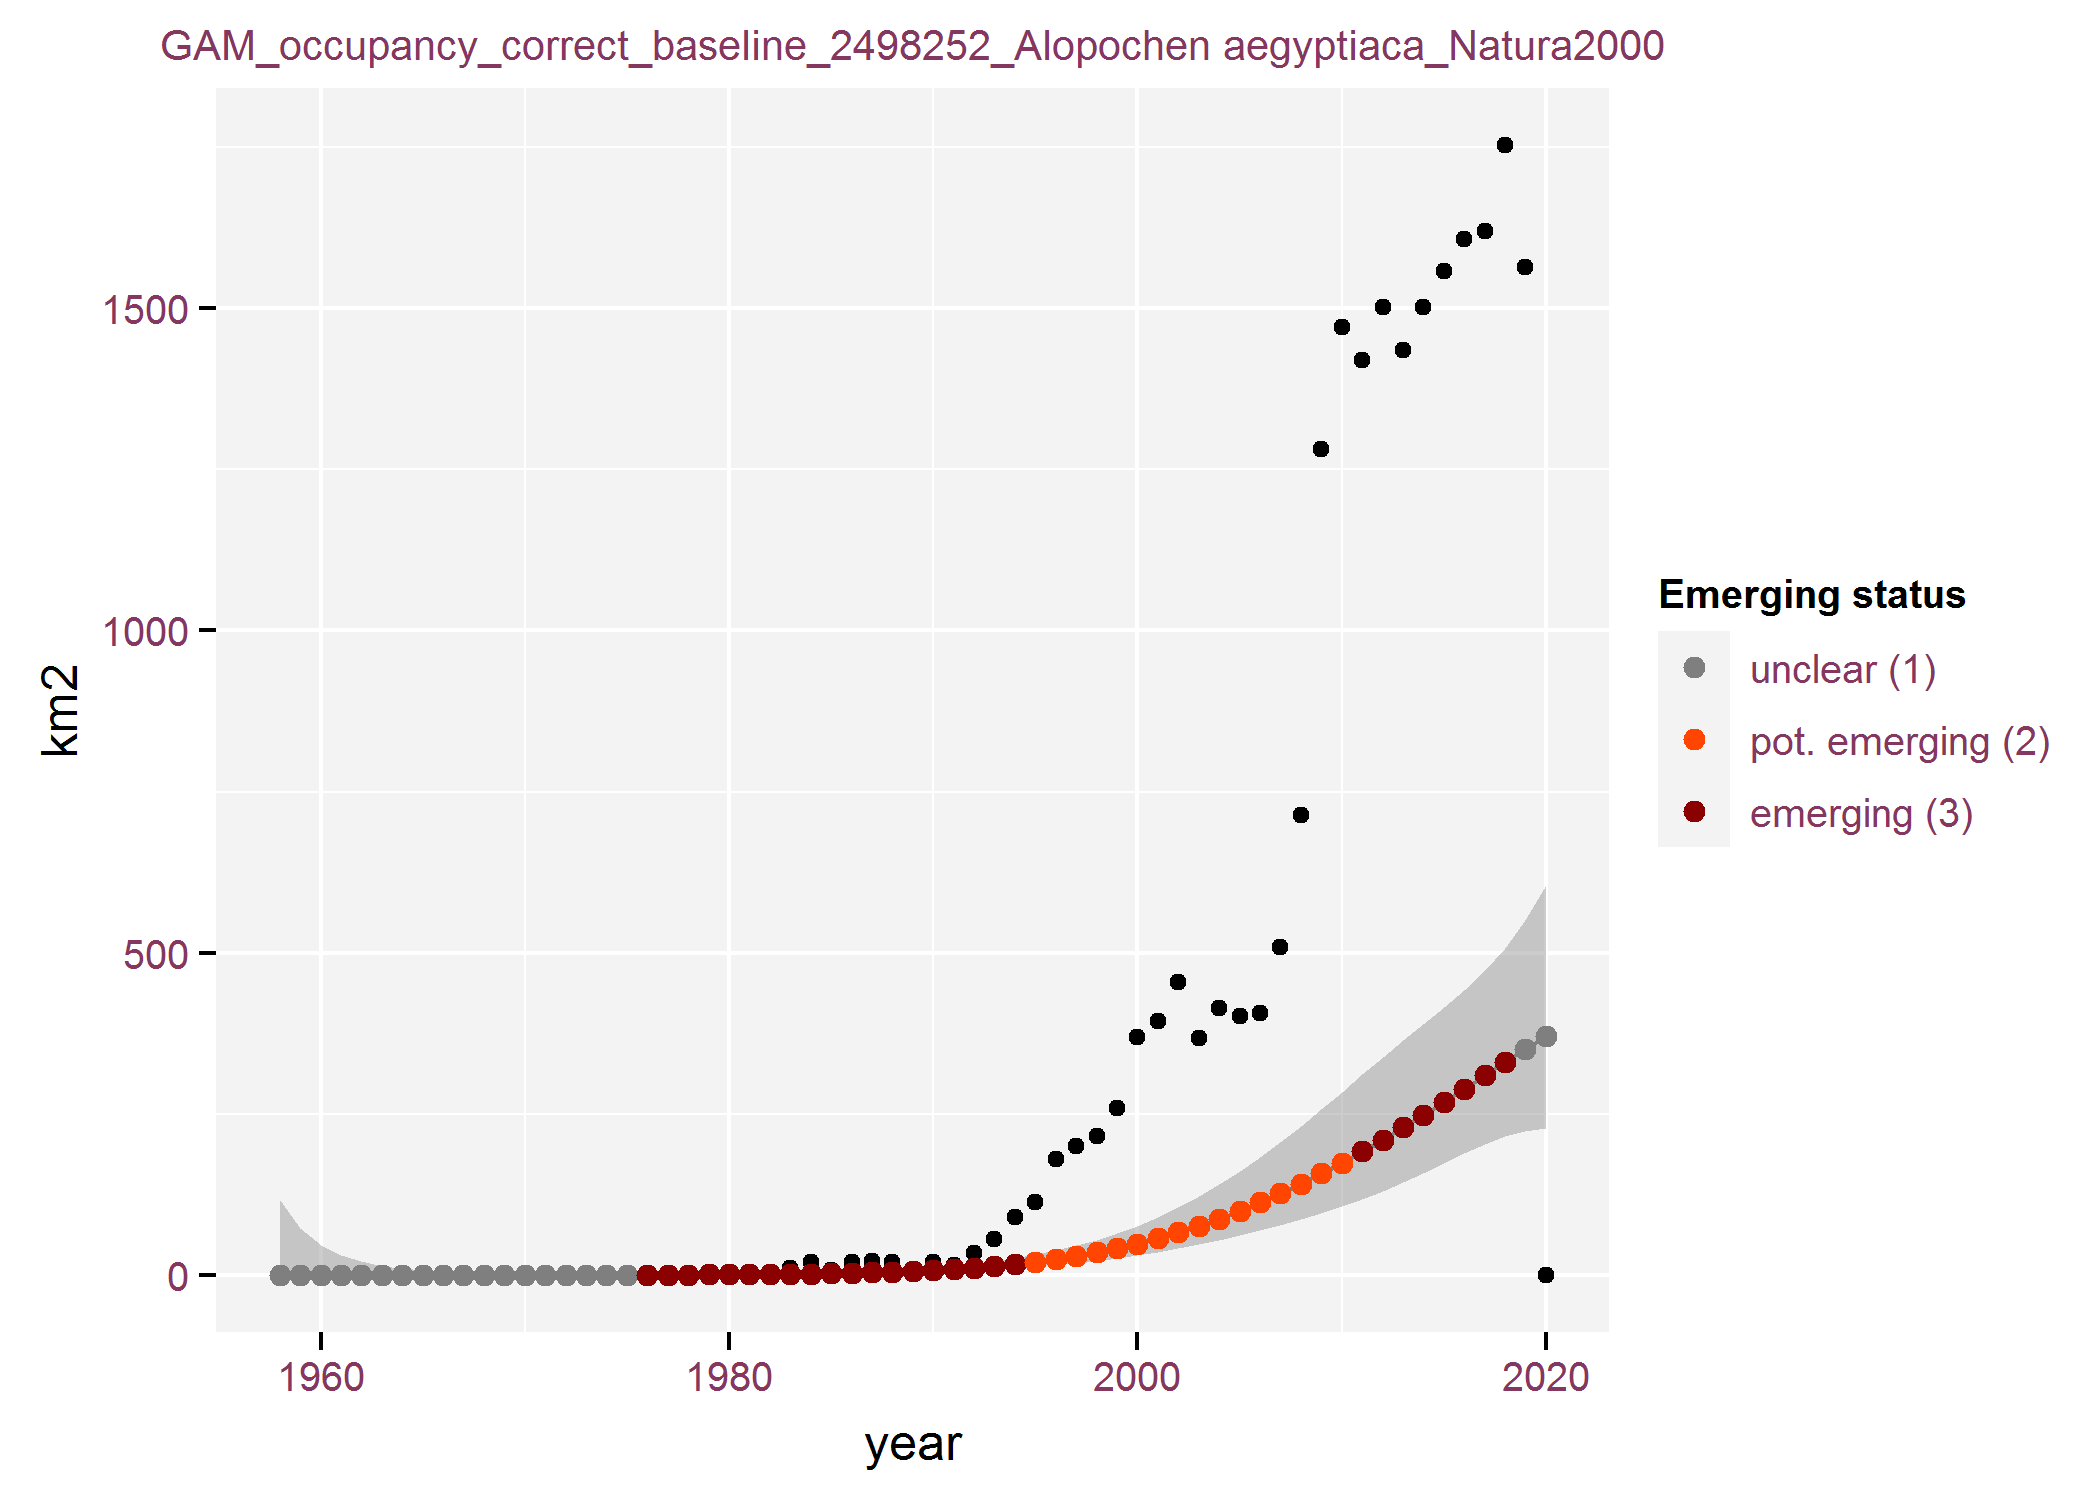 GAM_occupancy_correct_baseline_2498252_Alopochen aegyptiaca_Natura2000
1500
1000
500
0
km2
1960 1980 2000 2020
year
Emerging status
unclear (1)
pot. emerging (2)
emerging (3)